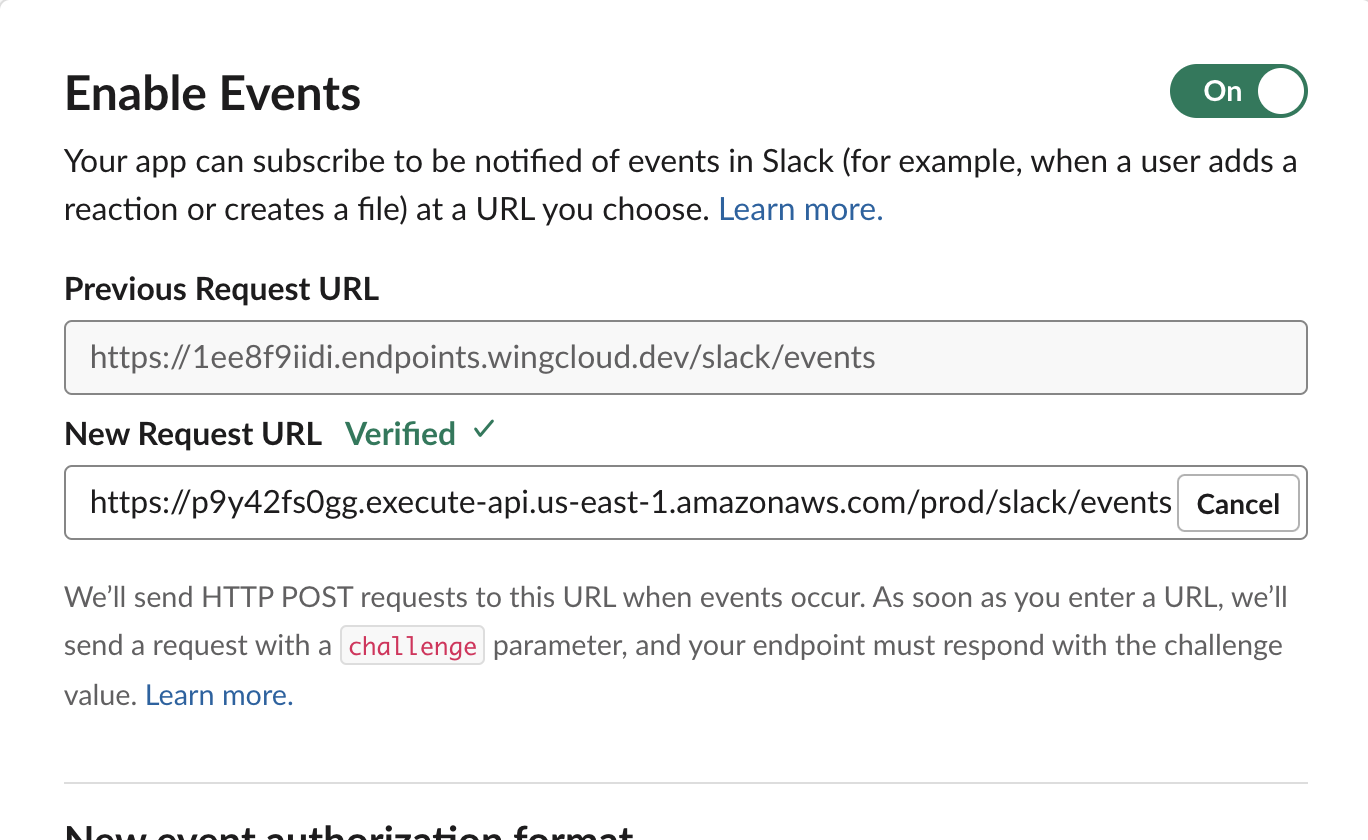 Enable Events
On
Your app can subscribe to be notified of events in Slack (for example, when a user adds a
reaction or creates a file) at a URL you choose. Learn more.
Previous Request URL
https://1ee8f9iidi.endpoints.wingcloud.dev/slack/events
New Request URL Verified ✓
https://p9y42fs0gg.execute-api.us-east-1.amazonaws.com/prod/slack/events Cancel
We’ll send HTTP POST requests to this URL when events occur. As soon as you enter a URL, we’ll
send a request with a challenge parameter, and your endpoint must respond with the challenge
value. Learn more.
New event authorization format